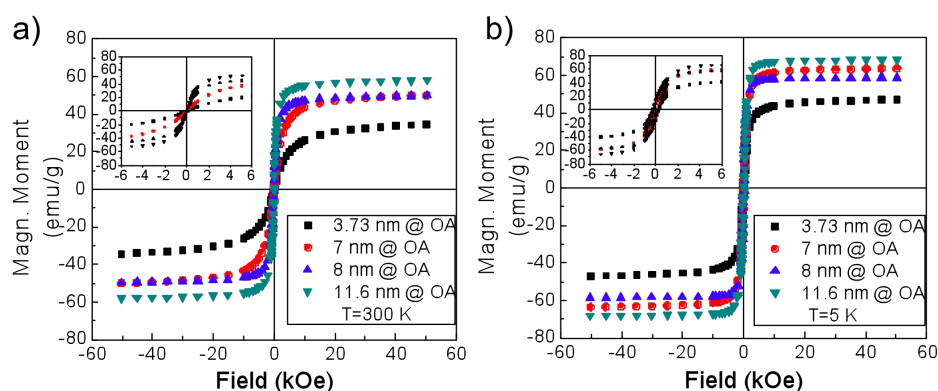 a)
80
60
40
20
0
-20
-40
-60
-80
-60 -40 -20 0 20 40 60
Magn. Moment
(emu/g)
Field (kOe)
80
60
40
20
0
-20
-40
-60
-80
-6 -4 -2 0 2 4 6
3.73 nm @ OA
7 nm @ OA
8 nm @ OA
11.6 nm @ OA
T=300 K
b)
80
60
40
20
0
-20
-40
-60
-80
-60 -40 -20 0 20 40 60
Magn. Moment
(emu/g)
Field (kOe)
80
60
40
20
0
-20
-40
-60
80
-6 -4 -2 0 2 4 6
3.73 nm @ OA
7 nm @ OA
8 nm @ OA
11.6 nm @ OA
T=5 K